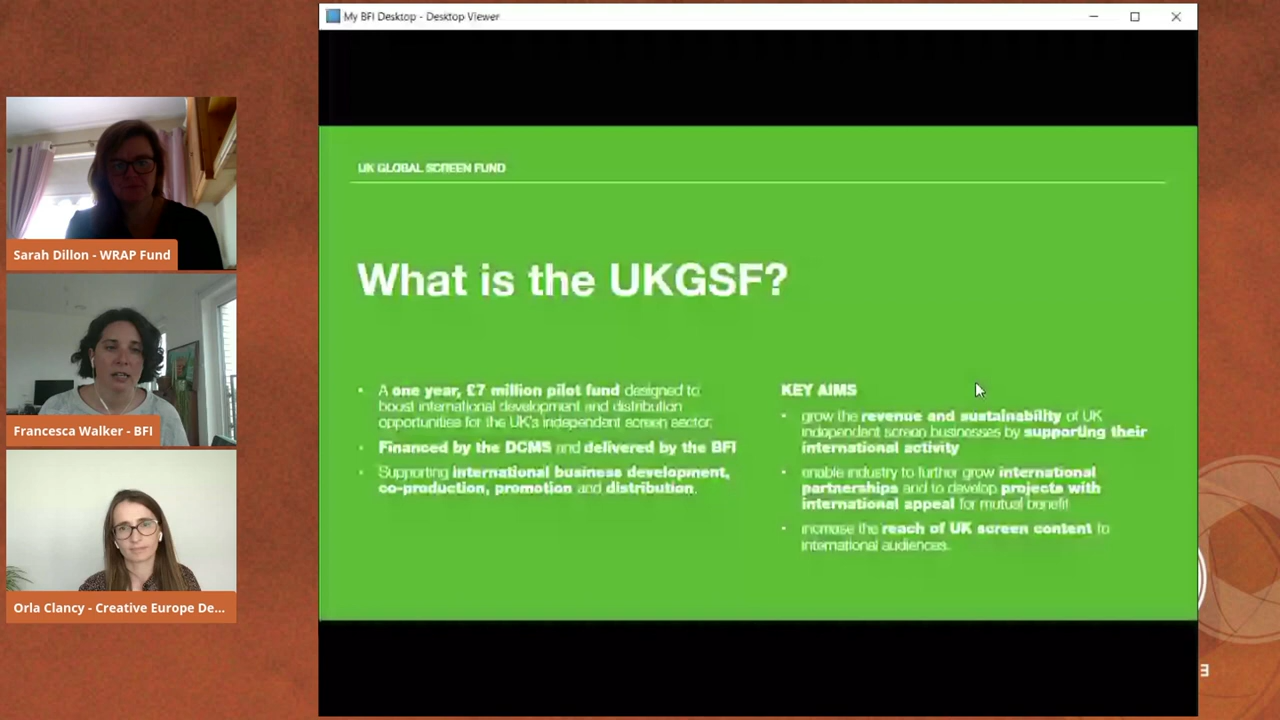 My BFI Desktop - Desktop Viewer
UK GLOBAL SCREEN FUND
What is the UKGSF?
• A one year, £7 million pilot fund designed to
boost international development and distribution
opportunities for the UK's independent screen sector.
• Financed by the DCMS and delivered by the BFI
• Supporting international business development,
co-production, promotion and distribution.
KEY AIMS
• grow the revenue and sustainability of UK
independent screen businesses by supporting their
international activity
• enable industry to further grow international
partnerships and to develop projects with
international appeal for mutual benefit
• increase the reach of UK screen content to
international audiences.
Sarah Dillon - WRAP Fund
Francesca Walker - BFI
Orla Clancy - Creative Europe De...
3